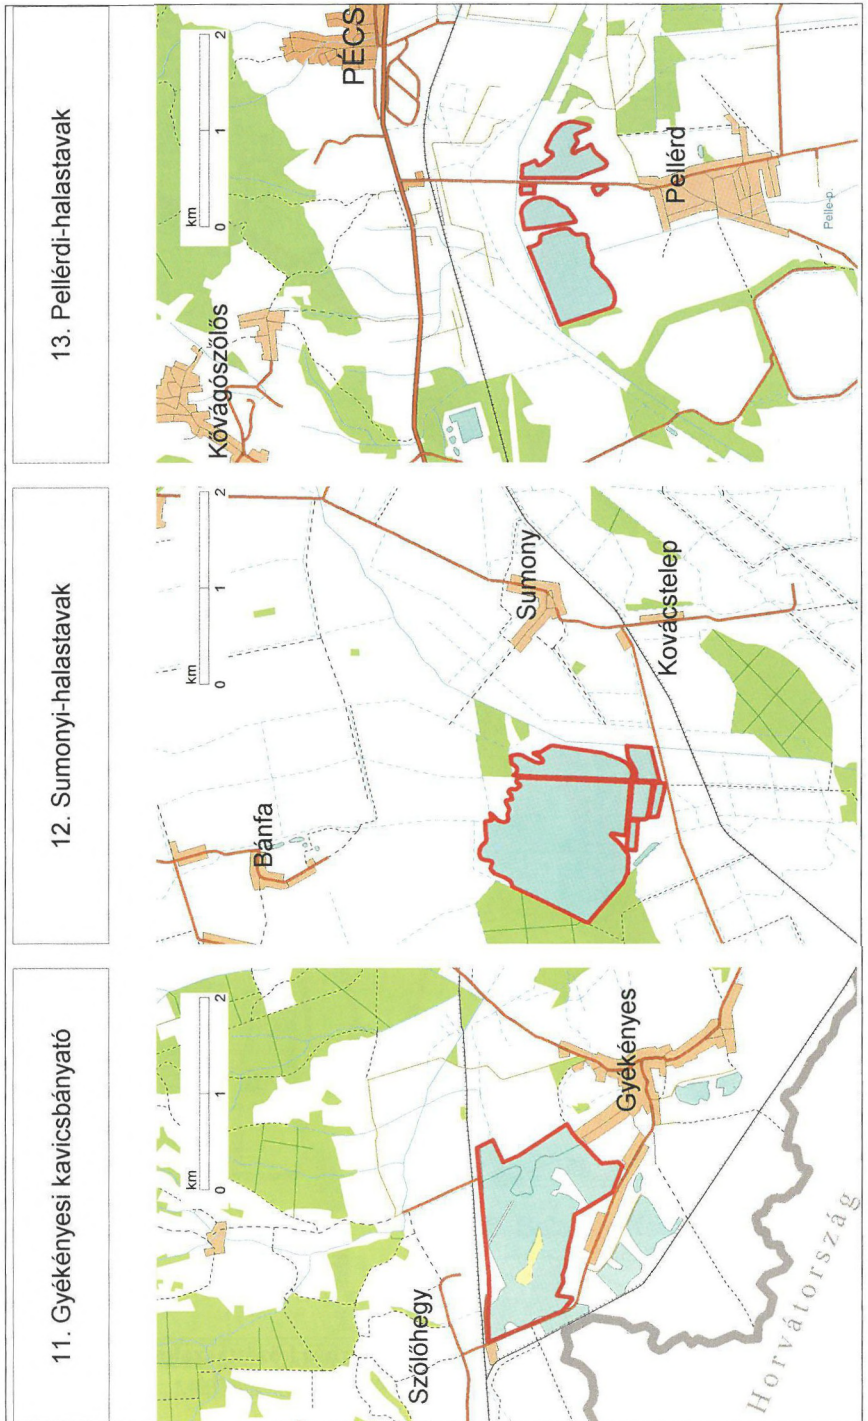 11. Gyékényesi kavicsbányató
km
0 1 2
Szőlőhegy
Gyékényes
Horvátország
12. Sumonyi-halastavak
km
0 1 2
Bánfa
Sumony
Kovácstelep
13. Pellérdi-halastavak
km
0 1 2
Kővágószőlős
PÉCS
Pellérd
Pelle-p.